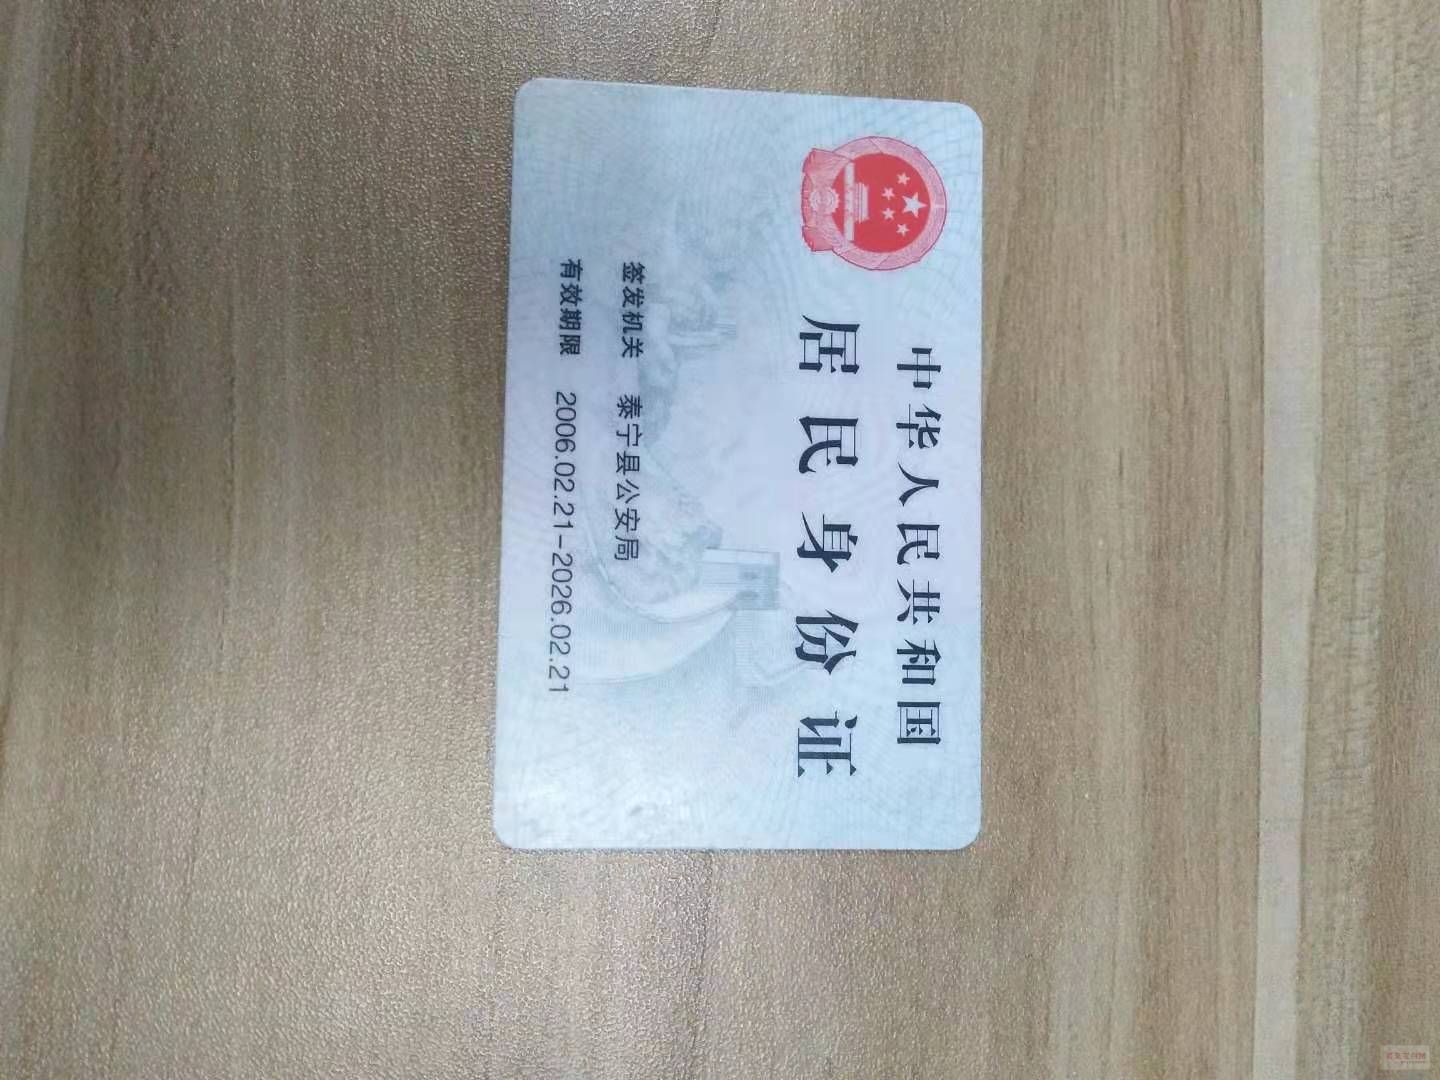 中华人民共和国
居民身份证
签发机关 泰宁县公安局
有效期限 2006.02.21-2026.02.21